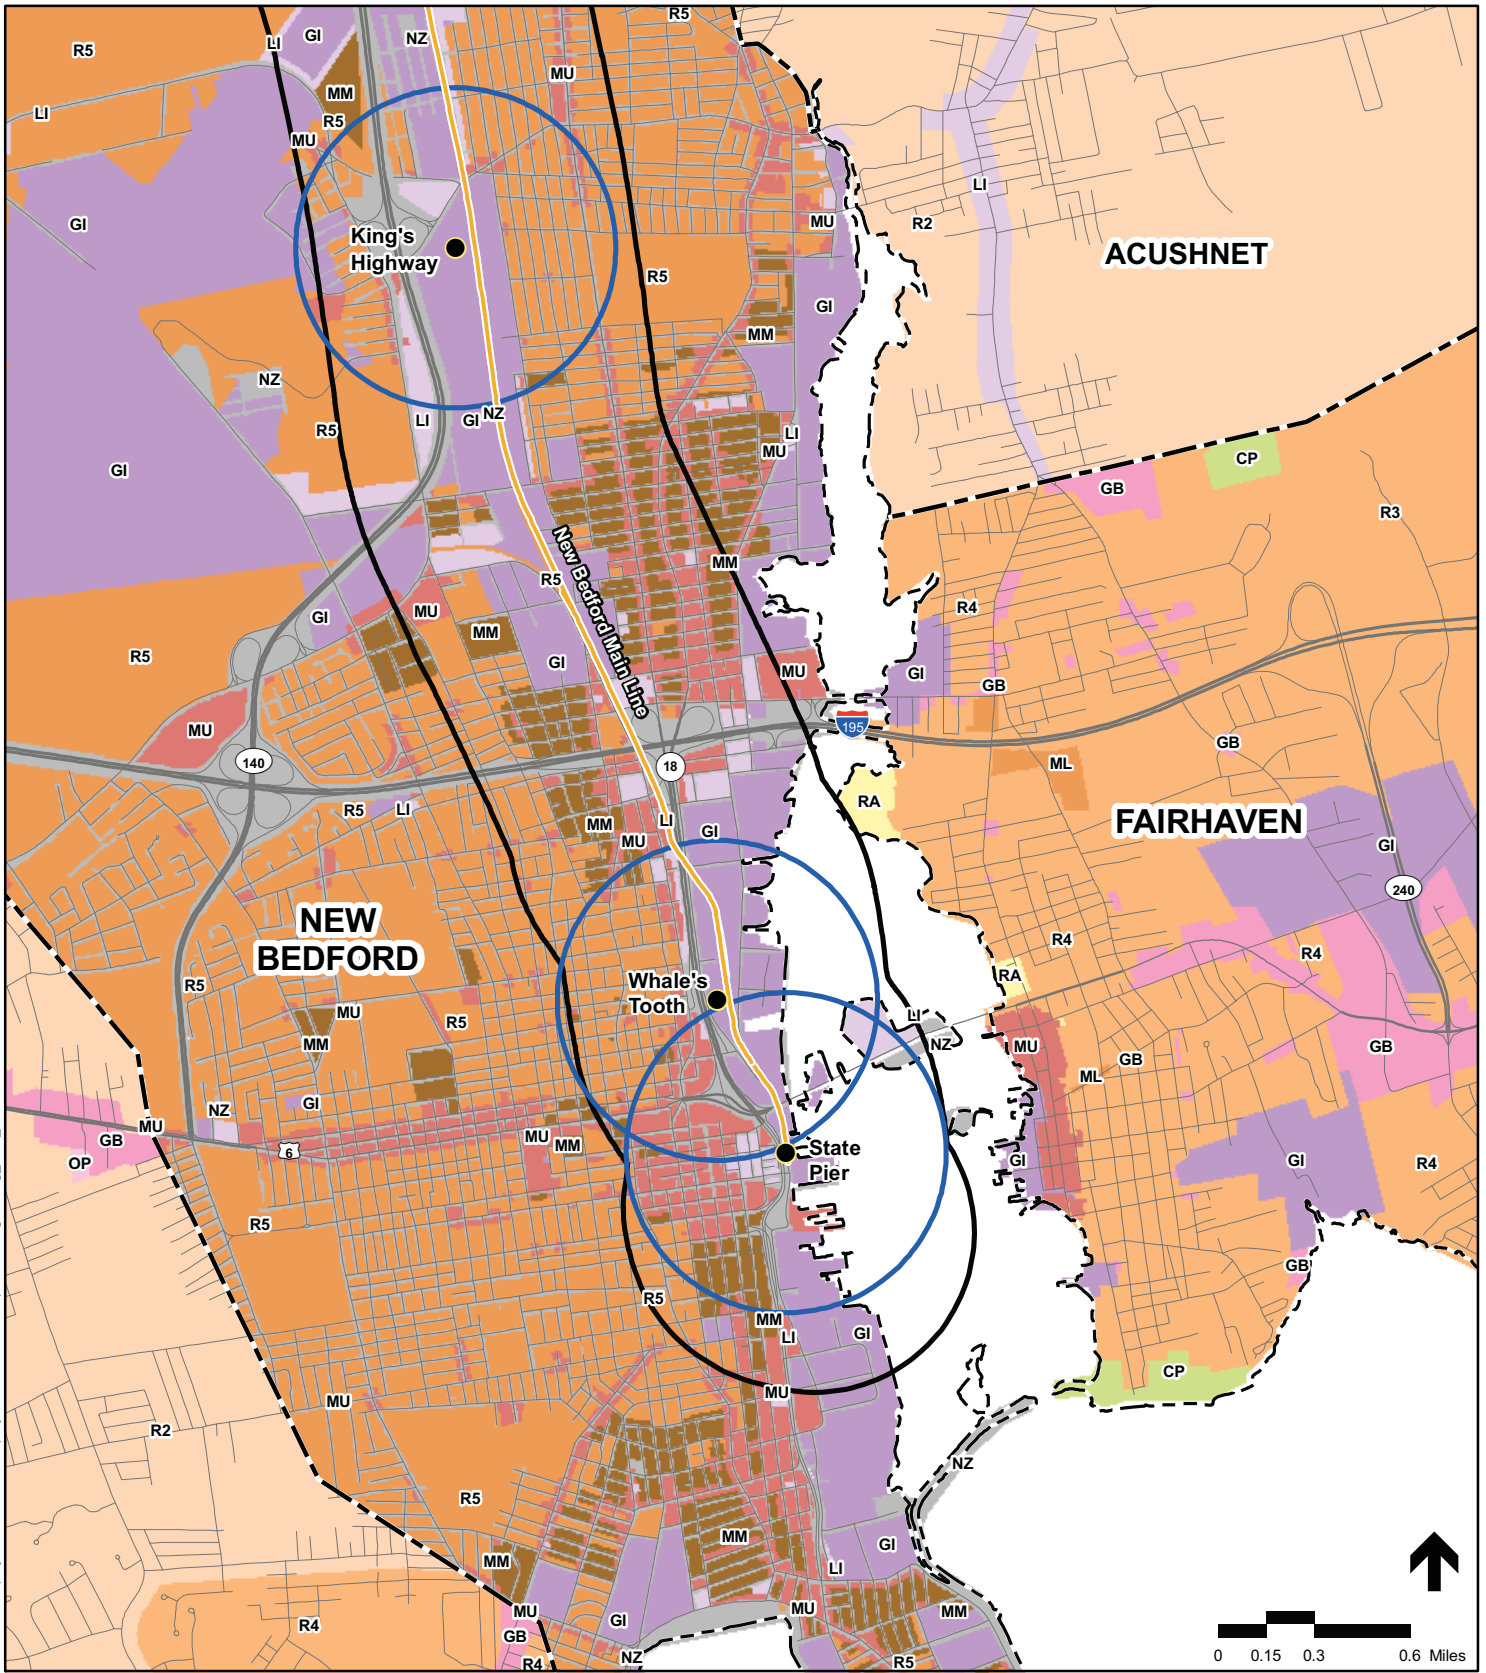 R5
GI
NZ
R5
LI
MU
MM
LI
R5
MU
LI
GI
R2
MU
ACUSHNET
King's
Highway
R5
GI
MM
NZ
R5
LI
GI
NZ
LI
MU
GI
CP
GB
R3
New Bedford Main Line
MM
R5
R4
GI
MU
MM
R5
GI
MU
GI
GB
MU
195
GB
140
18
ML
RA
R5
LI
FAIRHAVEN
LI
GI
MM
MU
GI
240
NEW
BEDFORD
R4
R4
RA
Whale's
Tooth
R5
MU
R5
LI
MM
NZ
MU
GB
GB
ML
NZ
GI
MU
GB
MU
MM
6
OP
State
Pier
GI
GI
R4
R5
GB
R5
MM
LI
GI
CP
MU
MU
R2
NZ
R5
MM
GI
MM
LI
MU
GI
MU
MM
R4
GB
NZ
R5
R4
0 0.15 0.3 0.6 Miles